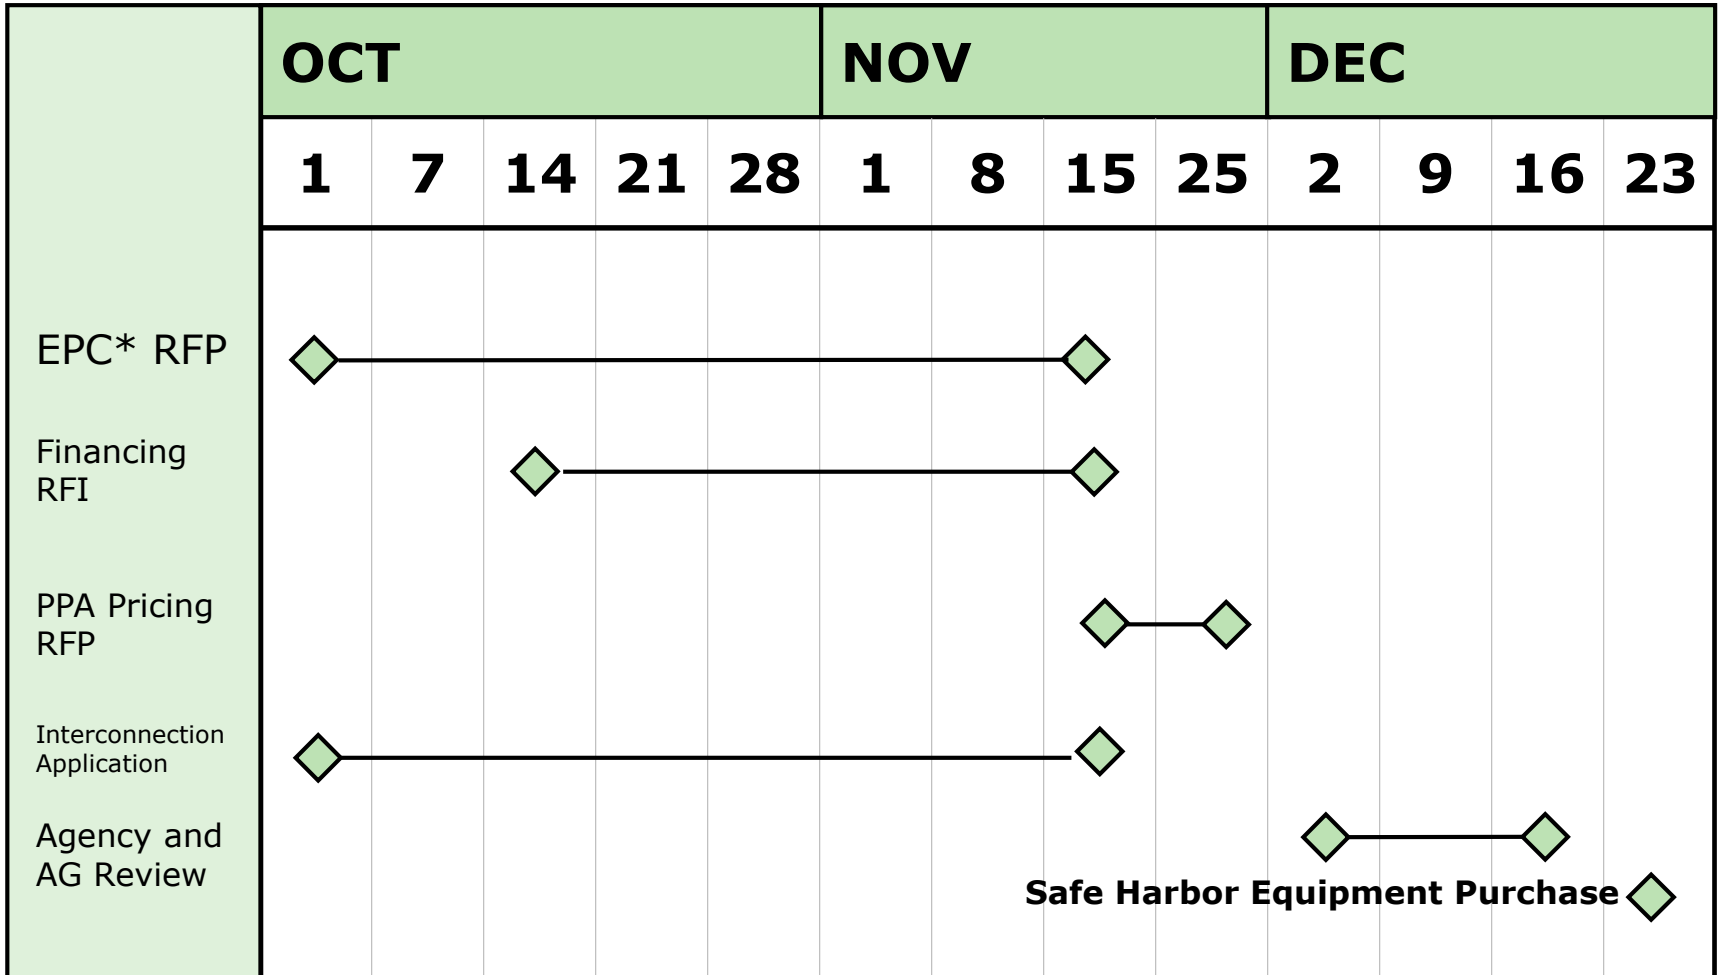 OCT NOV DEC
1 7 14 21 28 1 8 15 25 2 9 16 23
EPC* RFP
Financing
RFI
PPA Pricing
RFP
Interconnection
Application
Agency and
AG Review
Safe Harbor Equipment Purchase